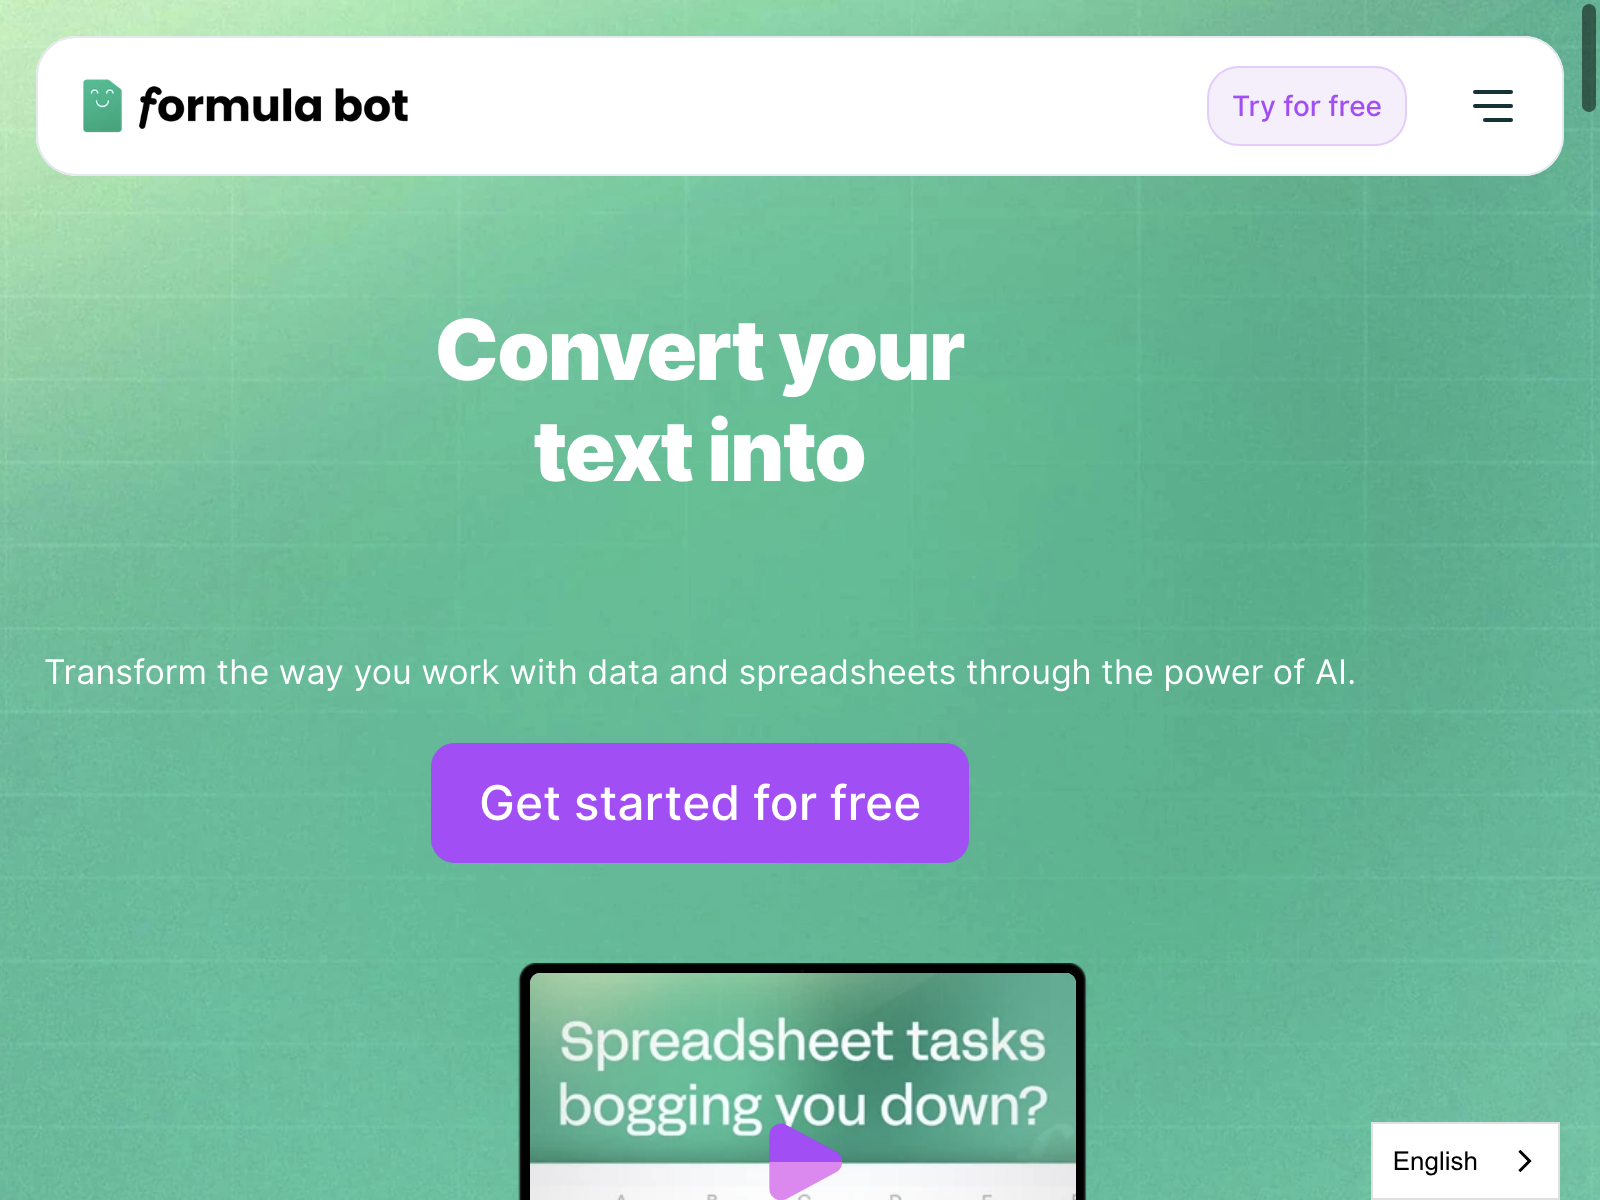 formula bot
Try for free
Convert your
text into
Transform the way you work with data and spreadsheets through the power of AI.
Get started for free
Spreadsheet tasks
bogging you down?
English